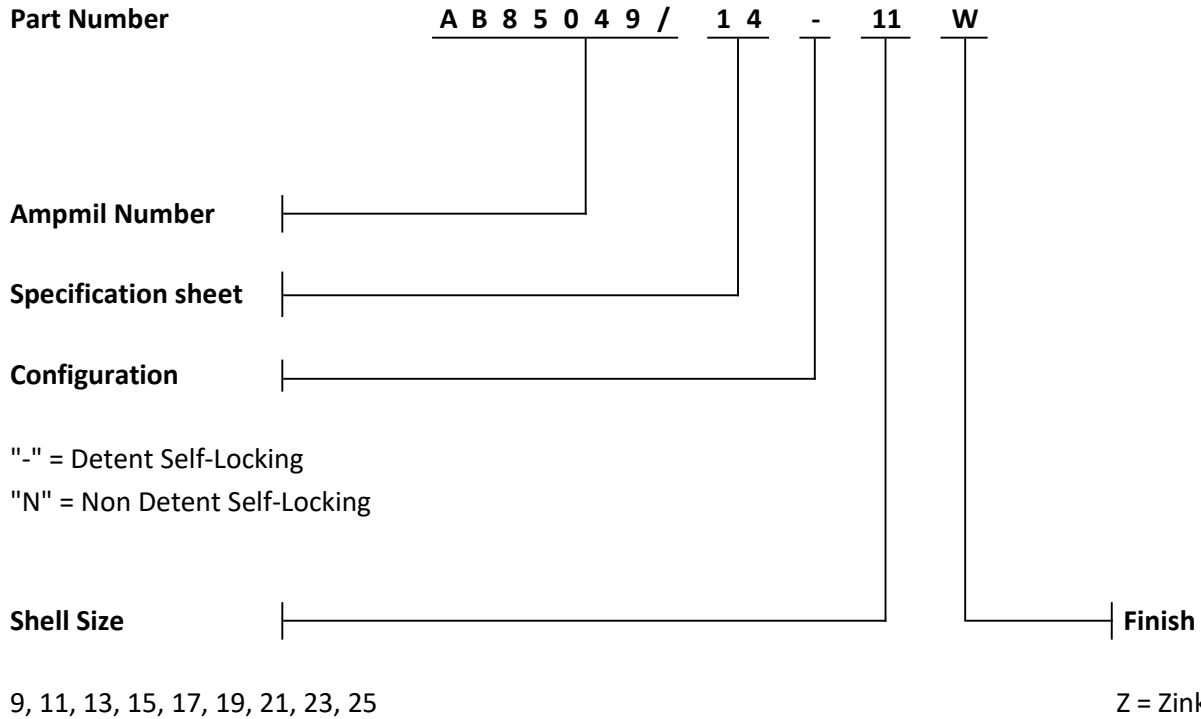 Part Number A B 8 5 0 4 9 / 1 4 - 11 W
Ampmil Number
Specification sheet
Configuration
"-" = Detent Self-Locking
"N" = Non Detent Self-Locking
Shell Size Finish
9, 11, 13, 15, 17, 19, 21, 23, 25 Z = Zink